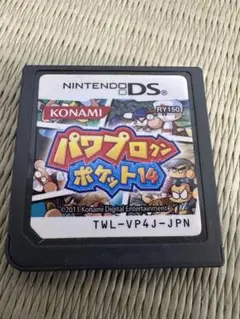 NINTENDO DS
KONAMI
RY150
パワプロクン
ポケット14
©2011 Konami Digital Entertainment
TWL-VP4J-JPN